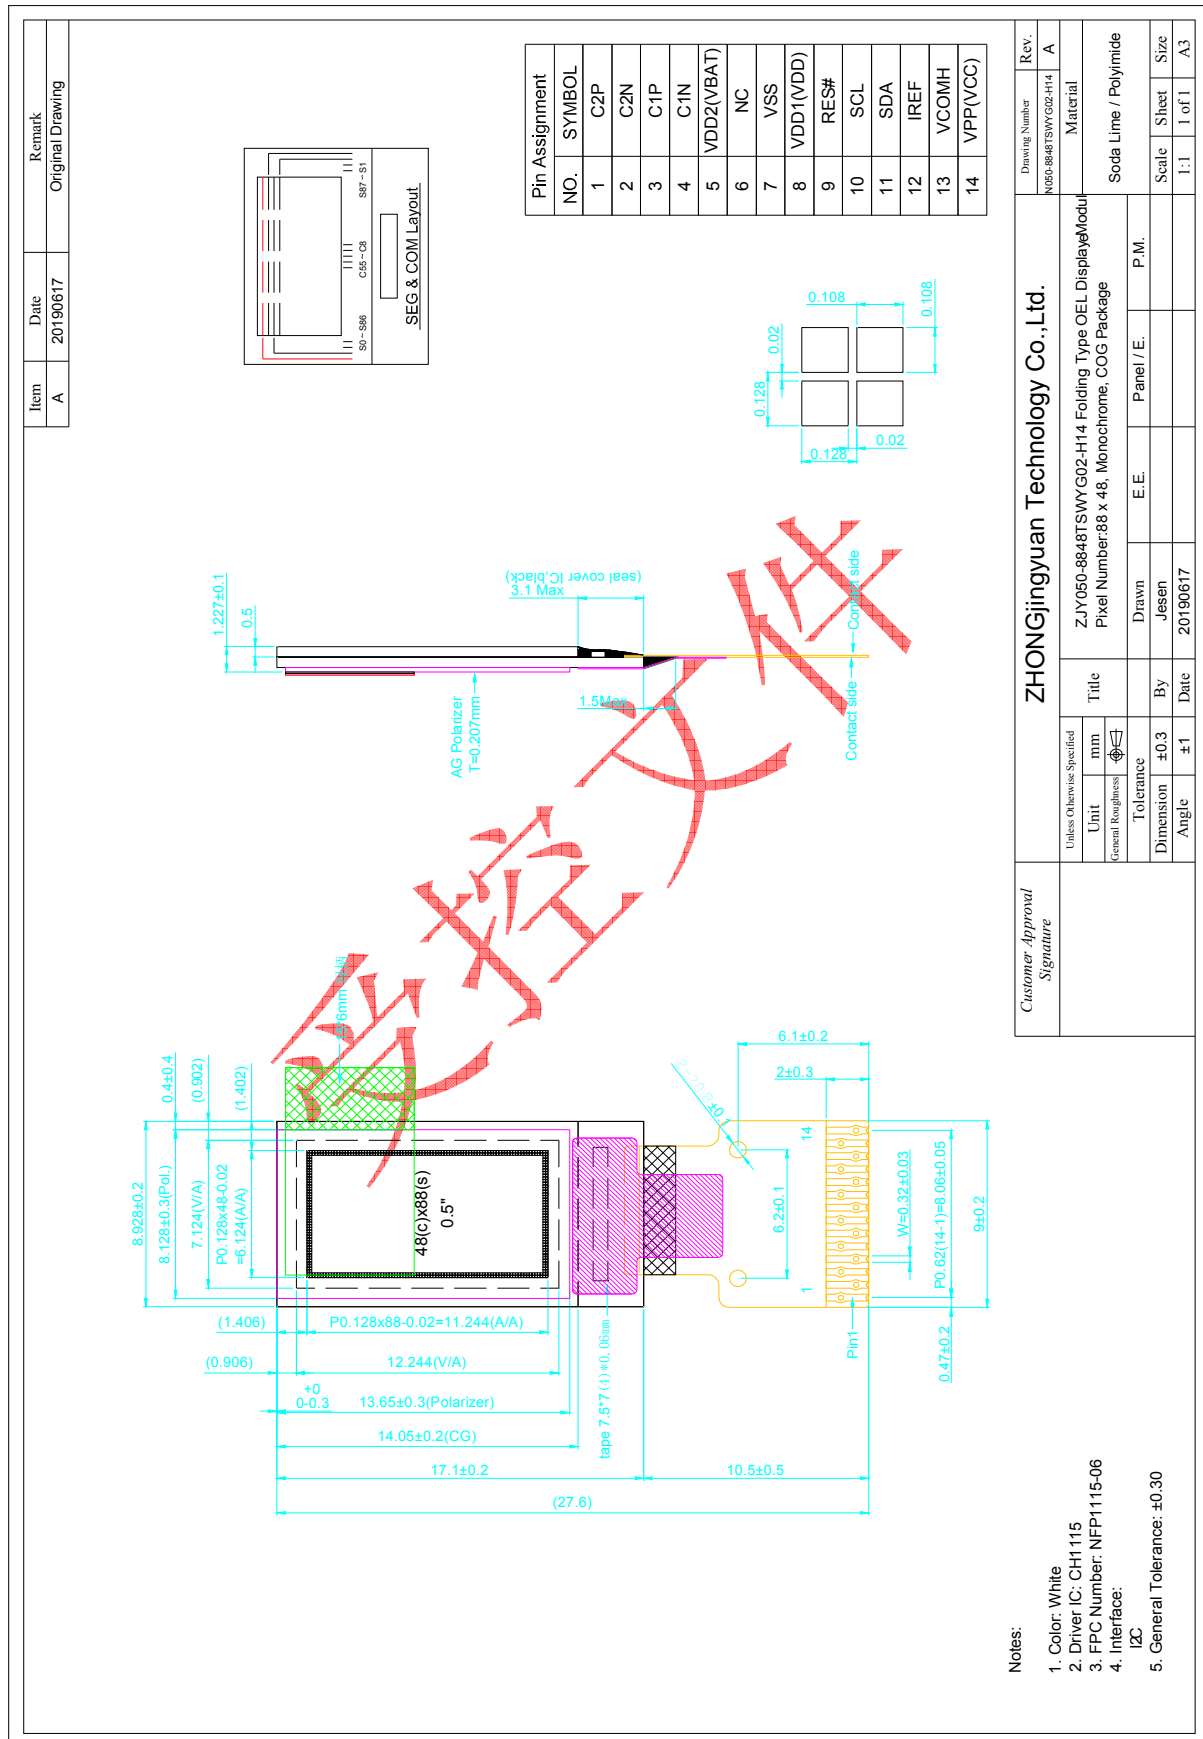 Item Date Remark
A 20190617 Original Drawing
S0 ~ S86 C55 ~ C8 S87 ~ S1
SEG & COM Layout
Pin Assignment
NO. SYMBOL
1 C2P
2 C2N
3 C1P
4 C1N
5 VDD2(VBAT)
6 NC
7 VSS
8 VDD1(VDD)
9 RES#
10 SCL
11 SDA
12 IREF
13 VCOMH
14 VPP(VCC)
0.128
0.02
0.108
0.128
0.02
0.108
1.227±0.1
0.5
AG Polarizer
T=0.207mm
3.1 Max
(seal cover IC,black)
1.5Max
Contact side
Contact side
受控文件
8.928±0.2
0.4±0.4
8.128±0.3(Pol.)
(0.902)
7.124(V/A)
P0.128x48-0.02
=6.124(A/A)
(1.402)
48(c)x88(s)
0.5"
(1.406)
P0.128x88-0.02=11.244(A/A)
(0.906)
12.244(V/A)
+0
0-0.3
13.65±0.3(Polarizer)
14.05±0.2(CG)
17.1±0.2
10.5±0.5
(27.6)
tape 7.5*7(4)*0.06mm
6.2±0.1
6.1±0.2
2±0.3
1
14
Pin1
W=0.32±0.03
P0.62(14-1)=8.06±0.05
0.47±0.2
9±0.2
Notes:
1. Color: White
2. Driver IC: CH1115
3. FPC Number: NFP1115-06
4. Interface:
I2C
5. General Tolerance: ±0.30
Customer Approval
Signature
ZHONGjingyuan Technology Co.,Ltd.
Drawing Number Rev.
N050-8848TSWYG02-H14 A
Unless Otherwise Specified
Unit mm
General Roughness
Tolerance
Dimension ±0.3
Angle ±1
Title
ZJY050-8848TSWYG02-H14 Folding Type OEL Display Modul
Pixel Number:88 x 48, Monochrome, COG Package
Material
Soda Lime / Polyimide
By Drawn E.E. Panel / E. P.M.
Jesen
Date 20190617
Scale Sheet Size
1:1 1 of 1 A3